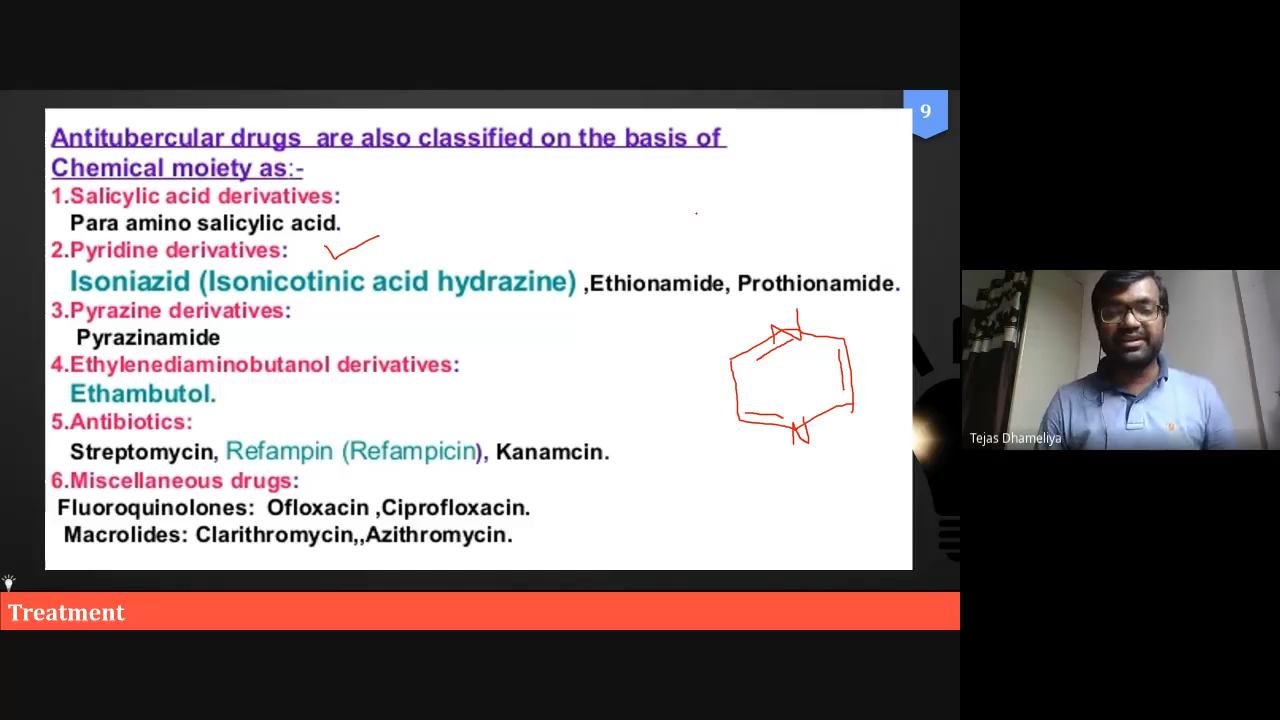 9
Antitubercular drugs are also classified on the basis of
Chemical moiety as:-
1.Salicylic acid derivatives:
Para amino salicylic acid.
2.Pyridine derivatives:
Isoniazid (Isonicotinic acid hydrazine) ,Ethionamide, Prothionamide.
3.Pyrazine derivatives:
Pyrazinamide
4.Ethylenediaminobutanol derivatives:
Ethambutol.
5.Antibiotics:
Streptomycin, Refampin (Refampicin), Kanamcin.
6.Miscellaneous drugs:
Fluoroquinolones: Ofloxacin ,Ciprofloxacin.
Macrolides: Clarithromycin,,Azithromycin.
N
N
Treatment
Tejas Dhameliya